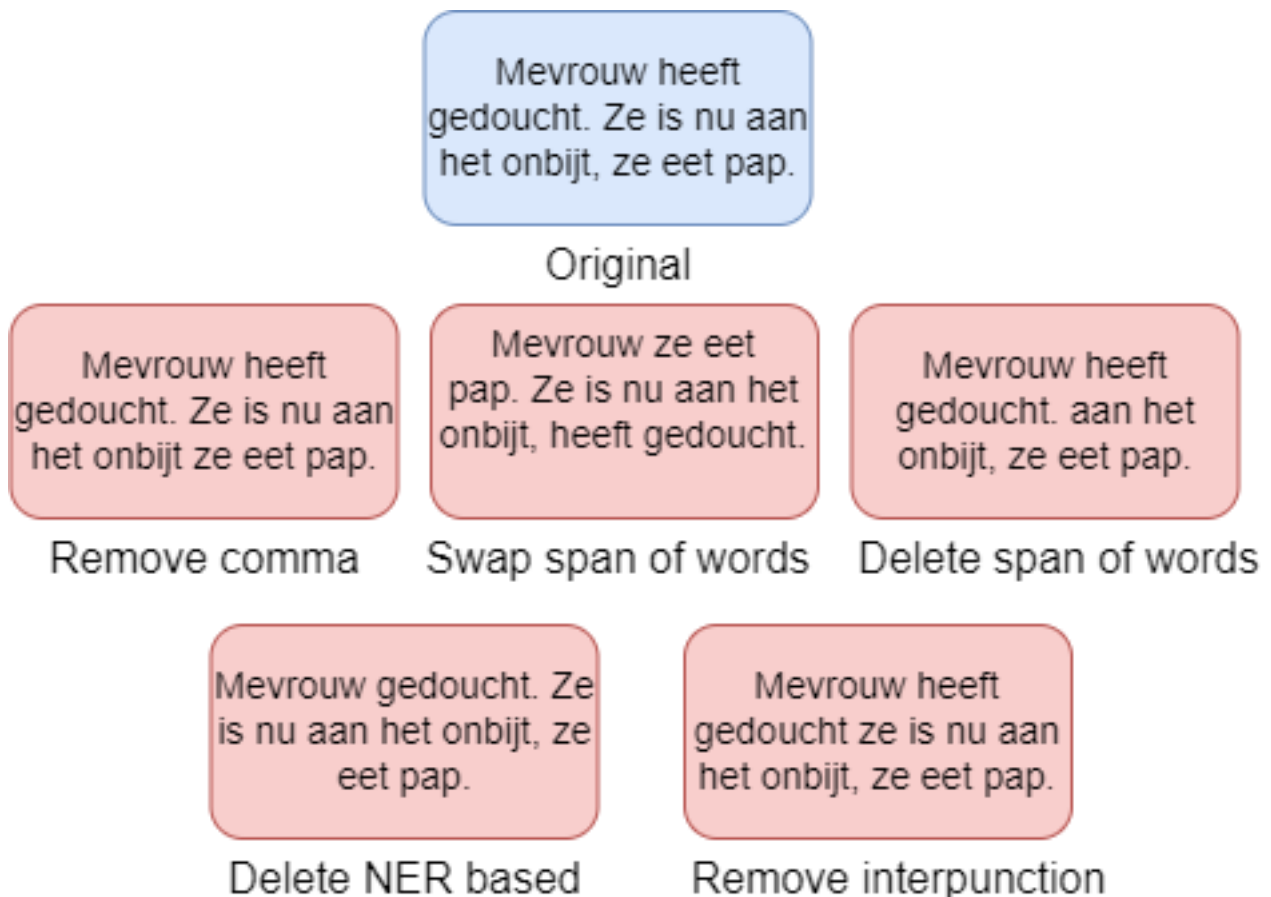 Mevrouw heeft
gedoucht. Ze is nu aan
het onbijt, ze eet pap.
Original
Mevrouw heeft
gedoucht. Ze is nu aan
het onbijt ze eet pap.
Remove comma
Mevrouw ze eet
pap. Ze is nu aan het
onbijt, heeft gedoucht.
Swap span of words
Mevrouw heeft
gedoucht. aan het
onbijt, ze eet pap.
Delete span of words
Mevrouw gedoucht. Ze
is nu aan het onbijt, ze
eet pap.
Delete NER based
Mevrouw heeft
gedoucht ze is nu aan
het onbijt, ze eet pap.
Remove interpunction